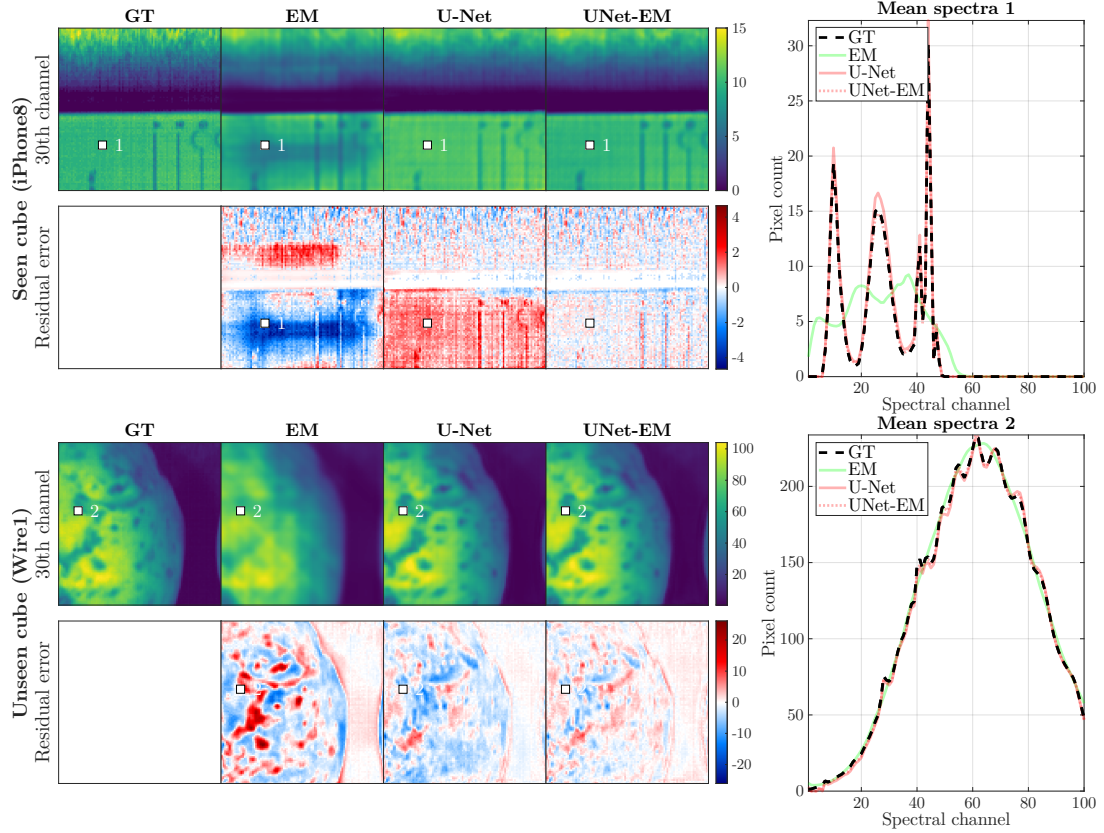 GT EM U-Net UNet-EM
Seen cube (iPhone8)
30th channel
1 1 1 1
15
10
5
0
Residual error
1
4
2
0
-2
-4
Mean spectra 1
GT
EM
U-Net
UNet-EM
Pixel count
30
25
20
15
10
5
0
20 40 60 80 100
Spectral channel
GT EM U-Net UNet-EM
Unseen cube (Wire1)
30th channel
2 2 2 2
100
80
60
40
20
Residual error
2 2 2
20
10
0
-10
-20
Mean spectra 2
GT
EM
U-Net
UNet-EM
Pixel count
200
150
100
50
0
20 40 60 80 100
Spectral channel